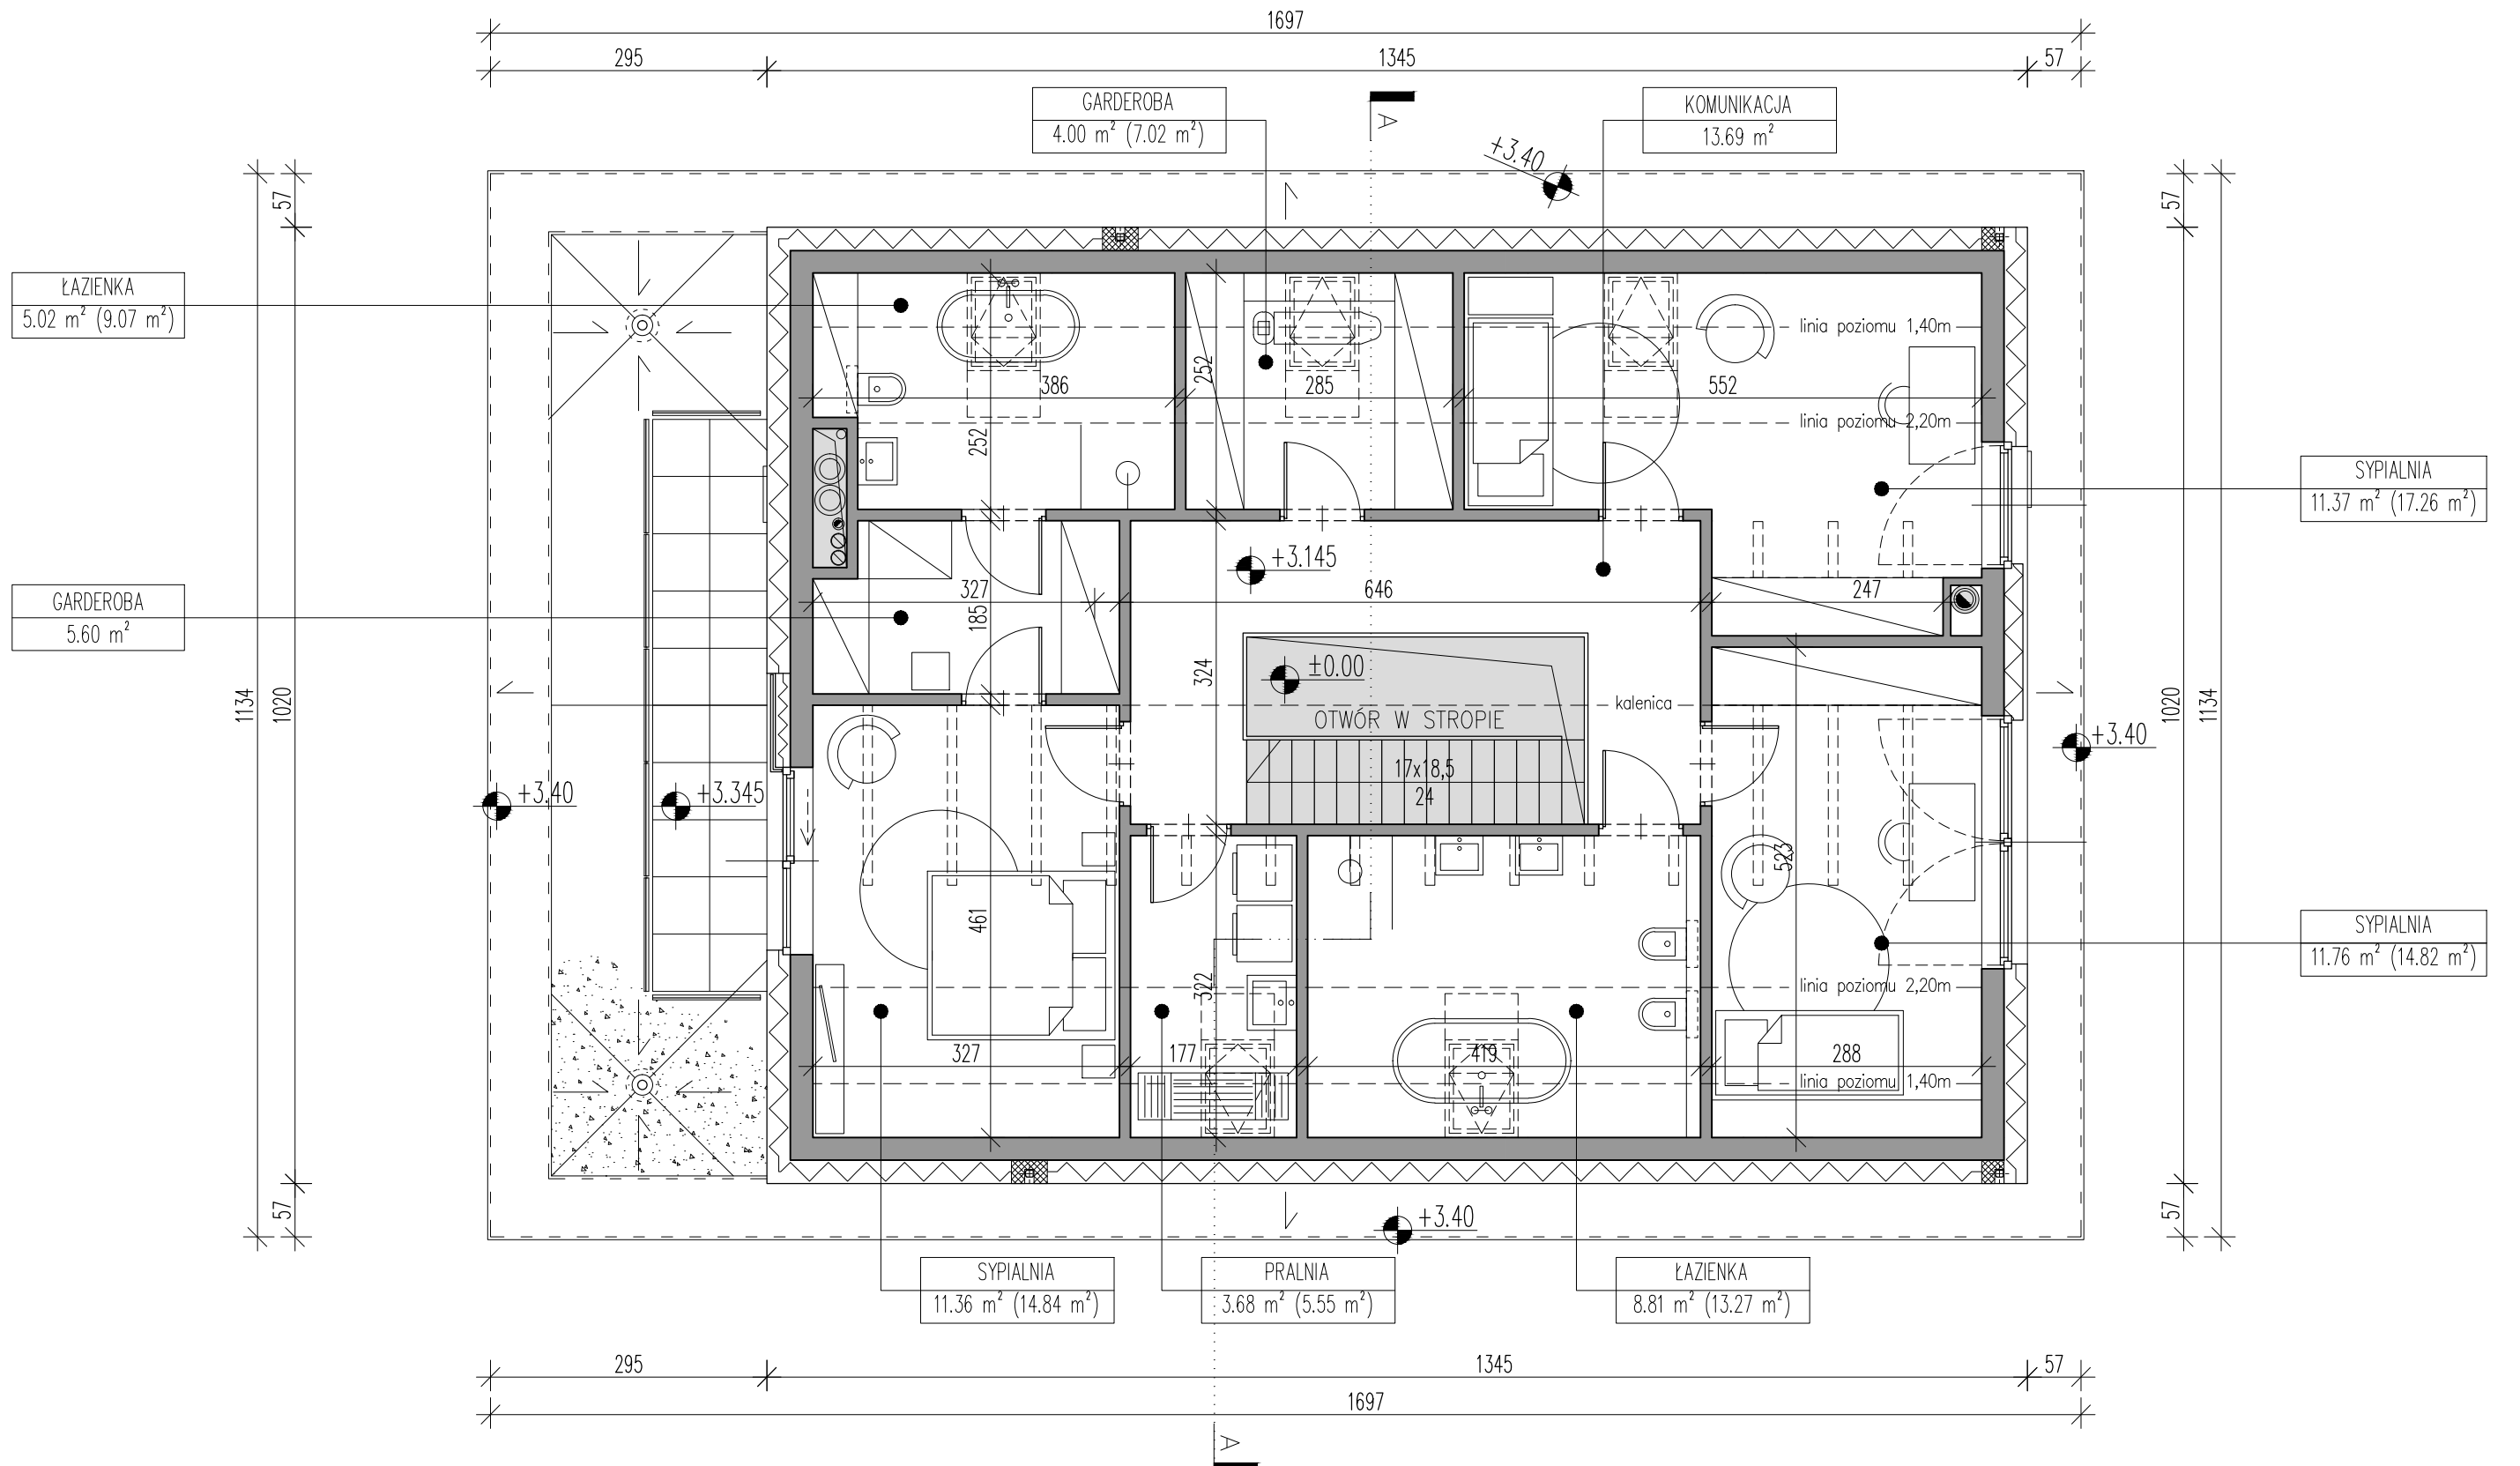 1697
295
1345
57
GARDEROBA
4.00 m² (7.02 m²)
KOMUNIKACJA
13.69 m²
A
+3.40
57
57
ŁAZIENKA
5.02 m² (9.07 m²)
linia poziomu 1,40m
386
252
285
552
linia poziomu 2,20m
252
SYPIALNIA
11.37 m² (17.26 m²)
+3.145
GARDEROBA
5.60 m²
327
185
646
247
324
±0.00
kalenica
OTWÓR W STROPIE
1134
1020
1020
1134
+3.40
17x18,5
24
+3.40
+3.345
523
461
SYPIALNIA
11.76 m² (14.82 m²)
322
linia poziomu 2,20m
327
177
419
288
linia poziomu 1,40m
57
57
+3.40
SYPIALNIA
11.36 m² (14.84 m²)
PRALNIA
3.68 m² (5.55 m²)
ŁAZIENKA
8.81 m² (13.27 m²)
295
1345
57
1697
A